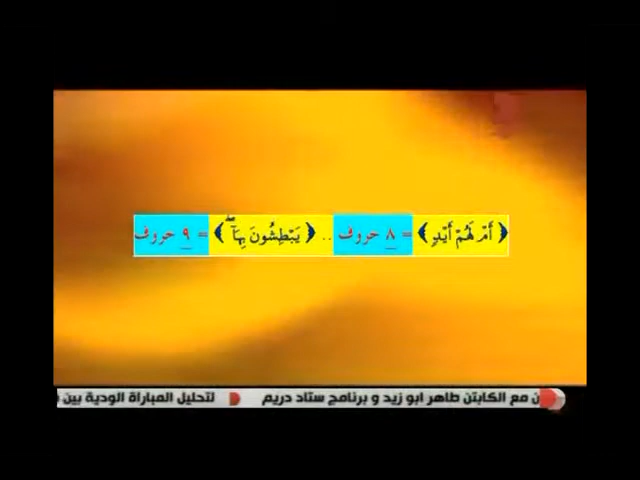 ﴿أَمْ لَهُمْ أَيْدٍ﴾ = ٨ حروف .. ﴿يَبْطِشُونَ بِهَآ ۖ﴾ = ٩ حروف
مع الكابتن طاهر ابو زيد و برنامج ستاد دريم لتحليل المباراة الودية بين